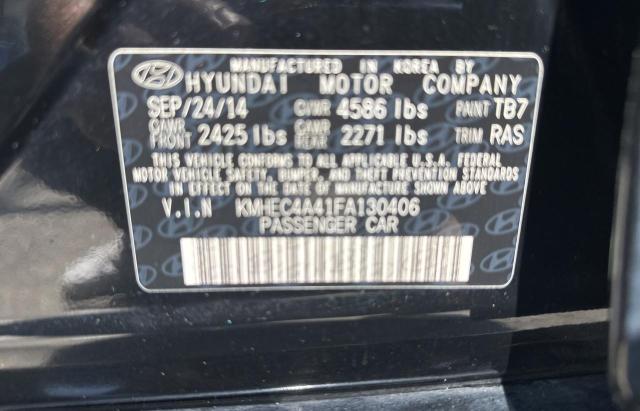 MANUFACTURED IN KOREA BY
HYUNDAI MOTOR COMPANY
SEP/24/14 GVWR 4586 lbs PAINT TB7
GAWR FRONT 2425 lbs GAWR REAR 2271 lbs TRIM RAS
THIS VEHICLE CONFORMS TO ALL APPLICABLE U.S.A. FEDERAL
MOTOR VEHICLE SAFETY, BUMPER, AND THEFT PREVENTION
STANDARDS IN EFFECT ON THE DATE OF MANUFACTURE SHOWN ABOVE.
V.I.N KMHEC4A41FA130406
PASSENGER CAR